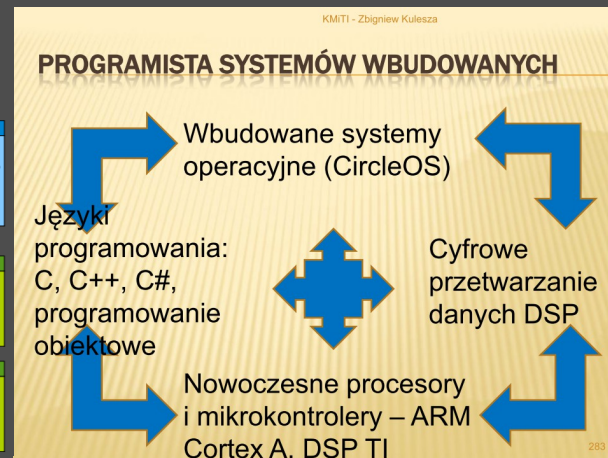 KMiTI - Zbigniew Kulesza
PROGRAMISTA SYSTEMÓW WBUDOWANYCH
Wbudowane systemy
operacyjne (CircleOS)
Języki
programowania:
C, C++, C#,
programowanie
obiektowe
Cyfrowe
przetwarzanie
danych DSP
Nowoczesne procesory
i mikrokontrolery – ARM
Cortex A, DSP TI
283